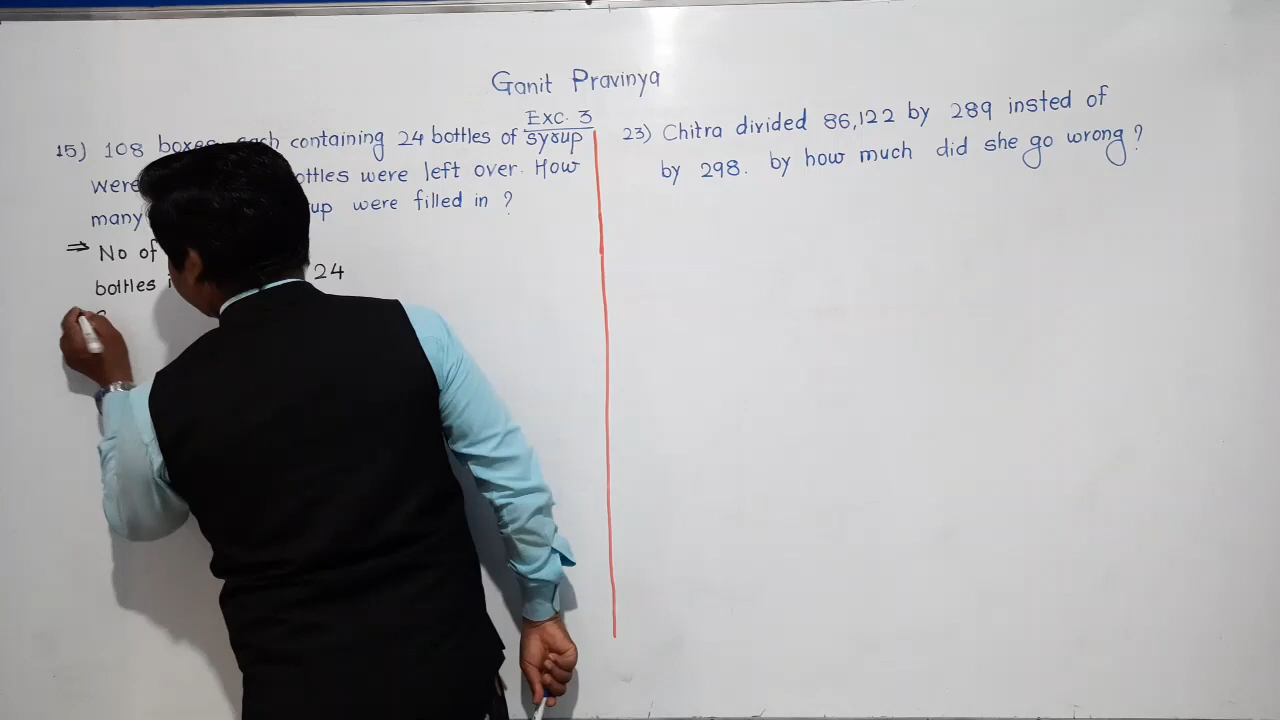 Ganit Pravinya
Exc. 3
15) 108 boxes each containing 24 bottles of syrup
were ottles were left over. How
many up were filled in ?
⇒ No of
bottles i 24
23) Chitra divided 86,122 by 289 insted of
by 298. by how much did she go wrong ?